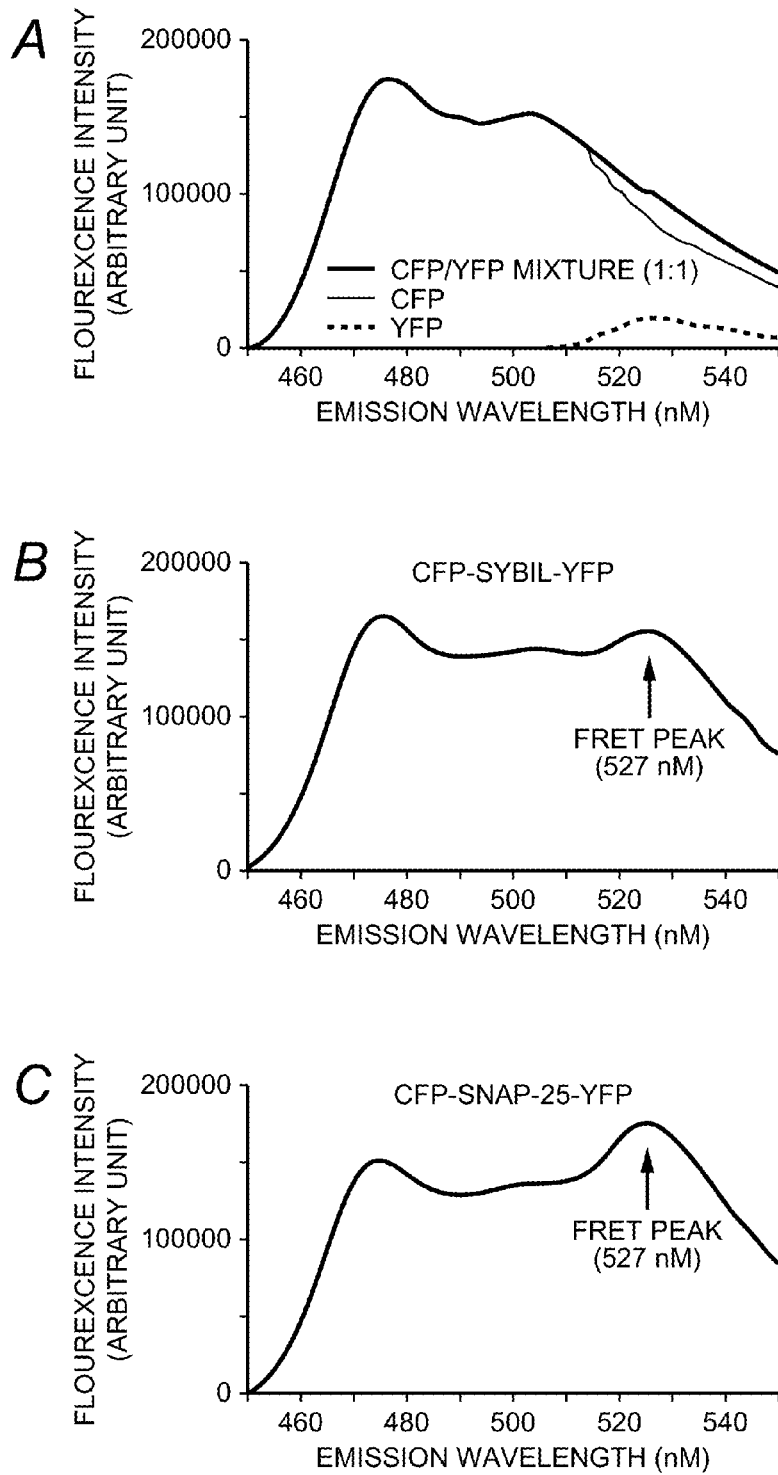 A
FLOUREXCENCE INTENSITY
(ARBITRARY UNIT)
200000
100000
0
CFP/YFP MIXTURE (1:1)
CFP
YFP
460 480 500 520 540
EMISSION WAVELENGTH (nM)
B
FLOUREXCENCE INTENSITY
(ARBITRARY UNIT)
200000
100000
0
CFP-SYBIL-YFP
FRET PEAK
(527 nM)
460 480 500 520 540
EMISSION WAVELENGTH (nM)
C
FLOUREXCENCE INTENSITY
(ARBITRARY UNIT)
200000
100000
0
CFP-SNAP-25-YFP
FRET PEAK
(527 nM)
460 480 500 520 540
EMISSION WAVELENGTH (nM)